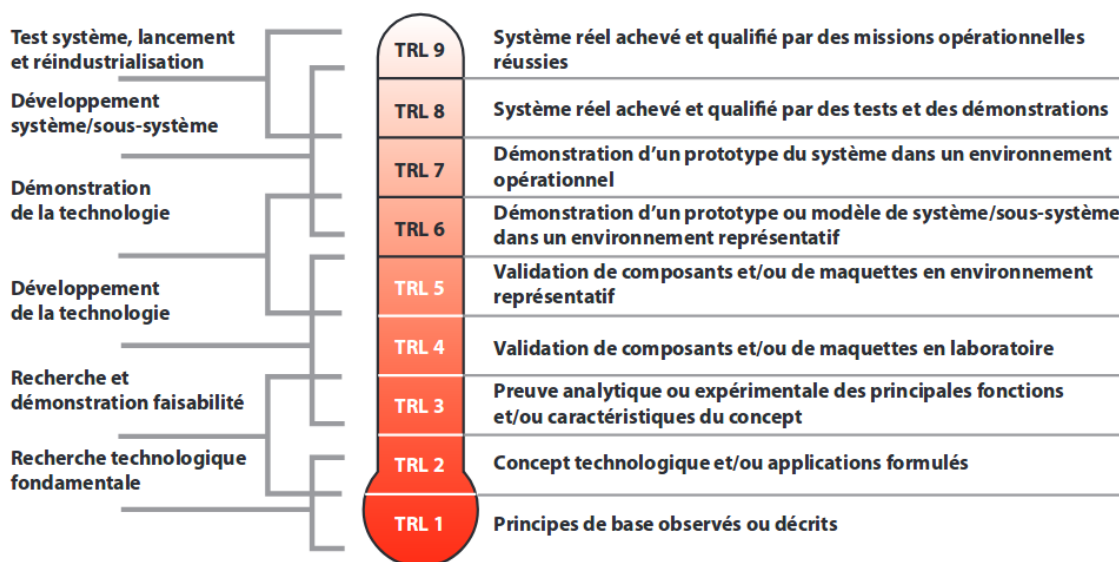 Test système, lancement
et réindustrialisation
Développement
système/sous-système
Démonstration
de la technologie
Développement
de la technologie
Recherche et
démonstration faisabilité
Recherche technologique
fondamentale
TRL 9
Système réel achevé et qualifié par des missions opérationnelles
réussies
TRL 8
Système réel achevé et qualifié par des tests et des démonstrations
TRL 7
Démonstration d’un prototype du système dans un environnement
opérationnel
TRL 6
Démonstration d’un prototype ou modèle de système/sous-système
dans un environnement représentatif
TRL 5
Validation de composants et/ou de maquettes en environnement
représentatif
TRL 4
Validation de composants et/ou de maquettes en laboratoire
TRL 3
Preuve analytique ou expérimentale des principales fonctions
et/ou caractéristiques du concept
TRL 2
Concept technologique et/ou applications formulés
TRL 1
Principes de base observés ou décrits